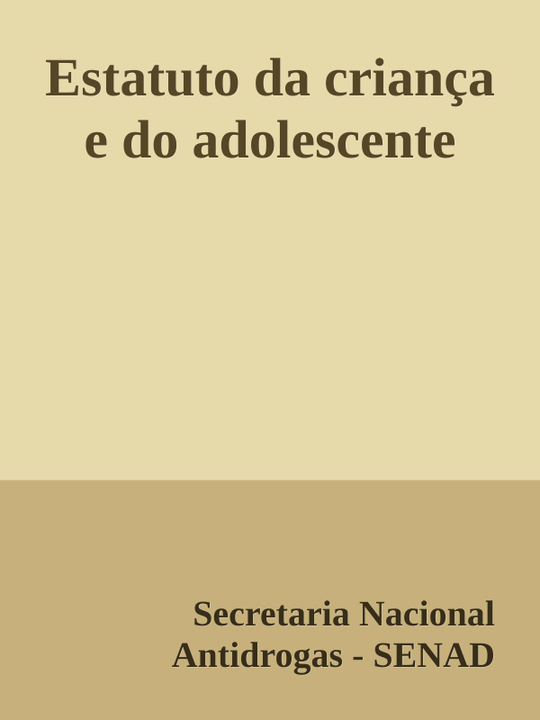 Estatuto da criança
e do adolescente
Secretaria Nacional
Antidrogas - SENAD